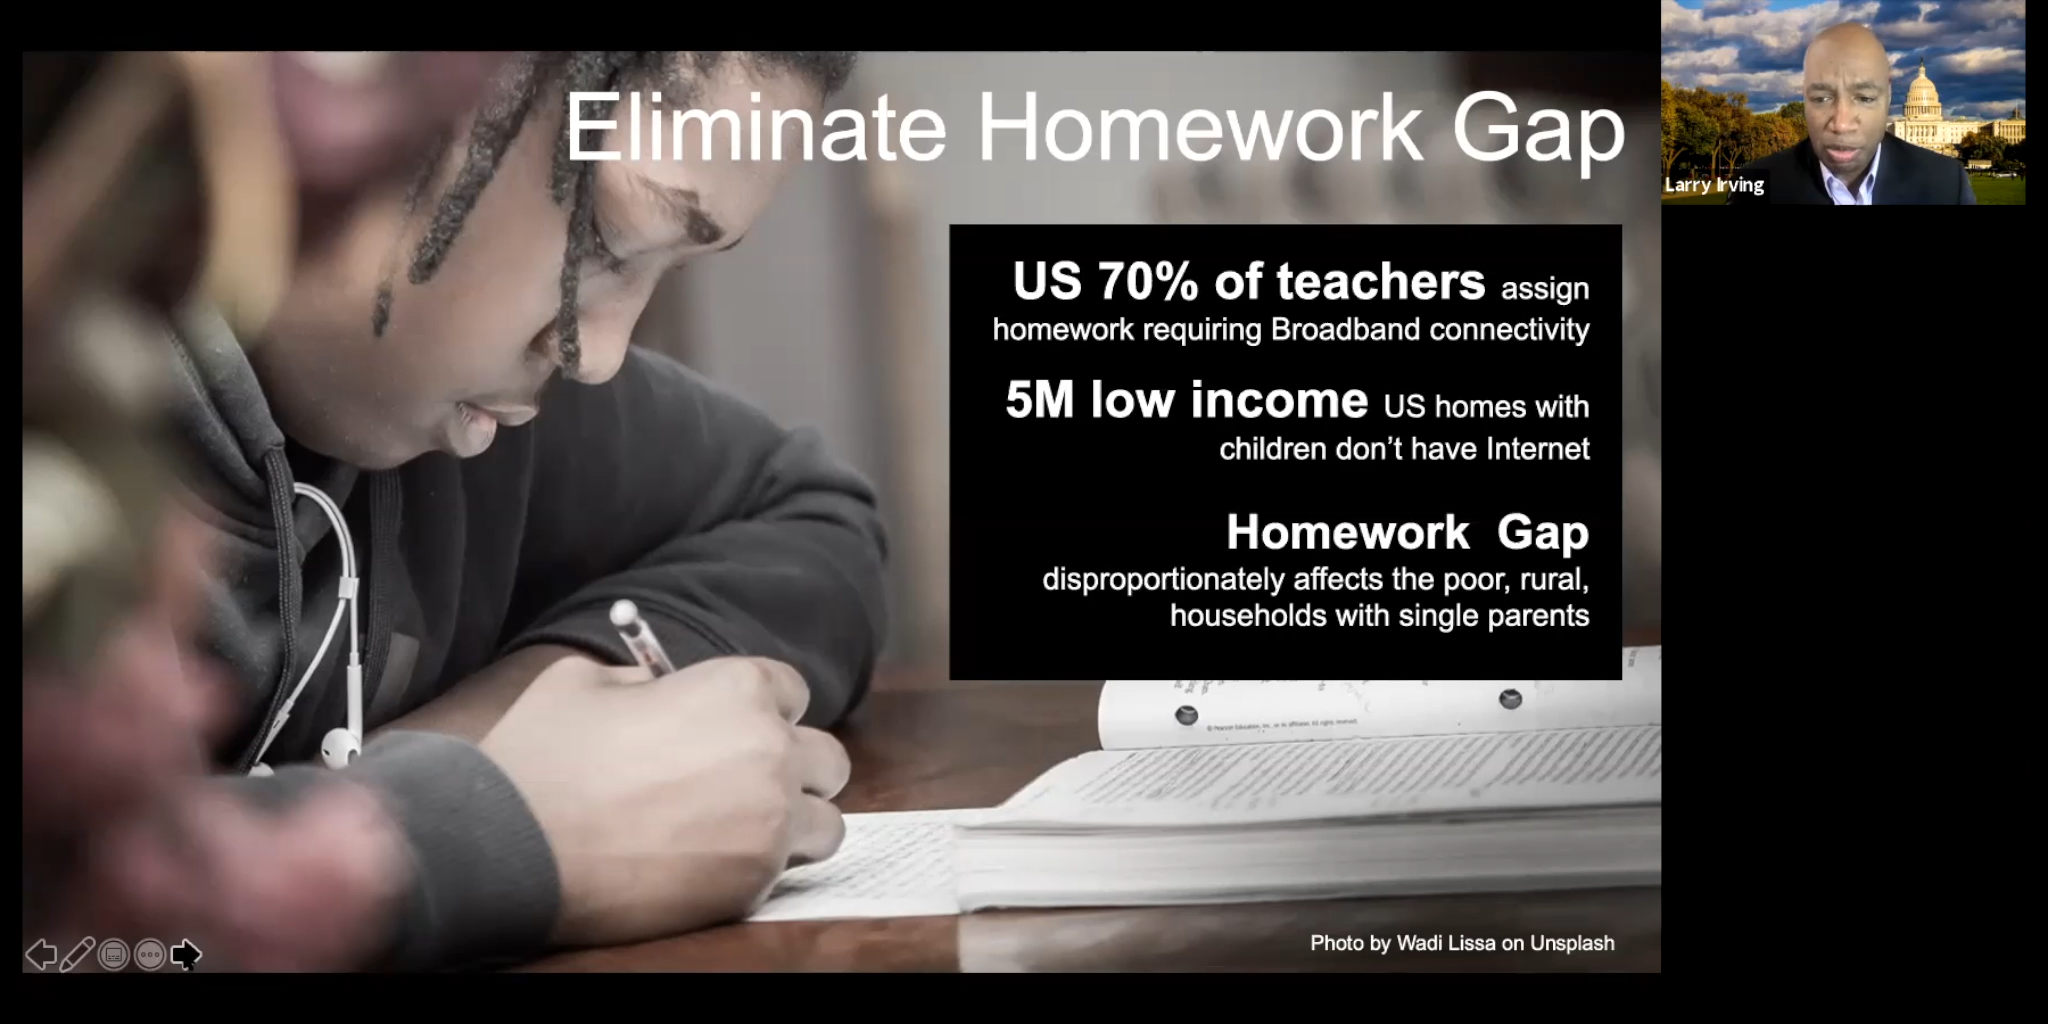 Eliminate Homework Gap
Larry Irving
US 70% of teachers assign
homework requiring Broadband connectivity
5M low income US homes with
children don't have Internet
Homework Gap
disproportionately affects the poor, rural,
households with single parents
Photo by Wadi Lissa on Unsplash